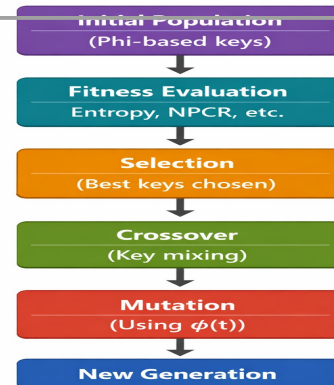 Initial Population
(Phi-based keys)
Fitness Evaluation
Entropy, NPCR, etc.
Selection
(Best keys chosen)
Crossover
(Key mixing)
Mutation
(Using ϕ(t))
New Generation